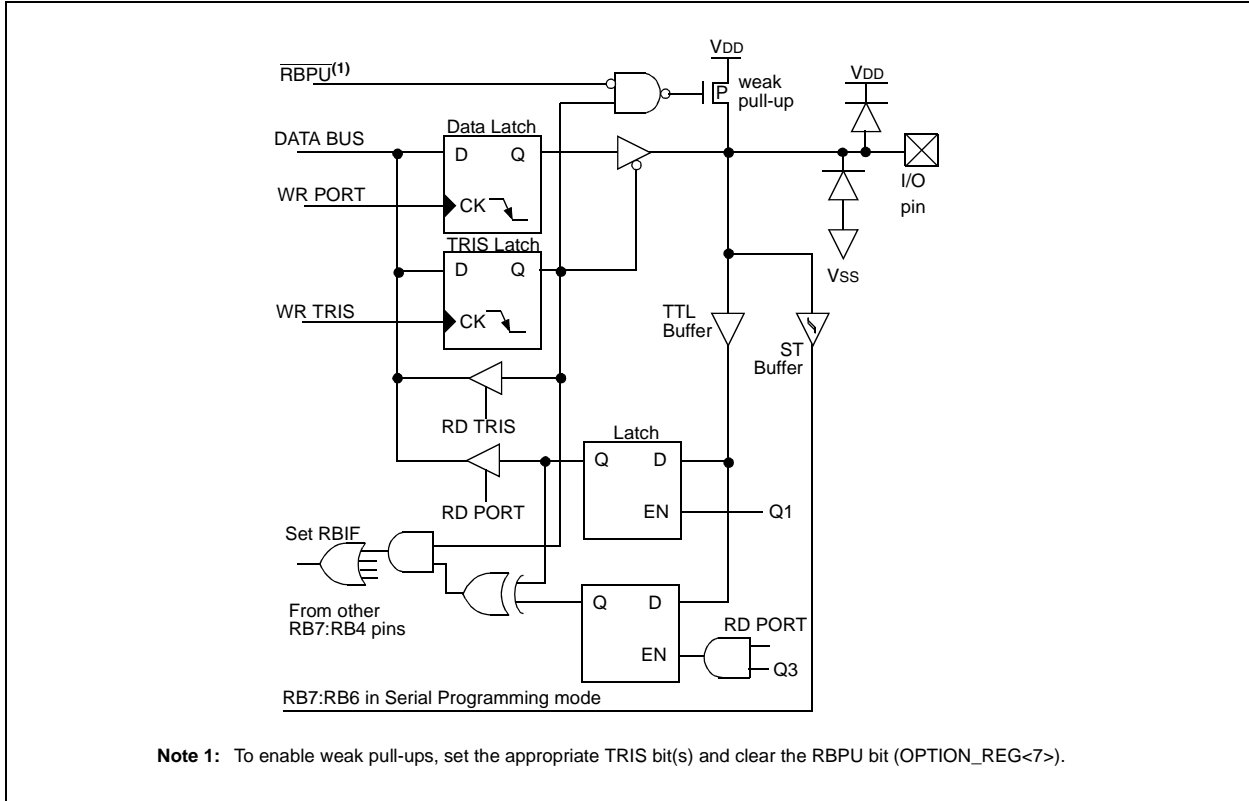 VDD
RBPU(1)
VDD
weak
pull-up
P
Data Latch
DATA BUS
D Q
I/O
pin
WR PORT
CK
TRIS Latch
D Q
VSS
WR TRIS
CK
TTL
Buffer
ST
Buffer
RD TRIS
Latch
Q D
RD PORT
EN
Q1
Set RBIF
Q D
From other
RB7:RB4 pins
RD PORT
EN
Q3
RB7:RB6 in Serial Programming mode
Note 1: To enable weak pull-ups, set the appropriate TRIS bit(s) and clear the RBPU bit (OPTION_REG<7>).